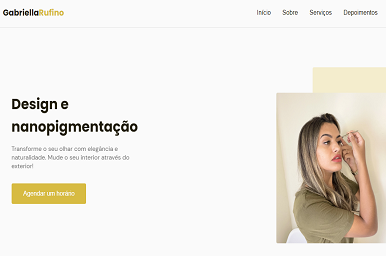 GabriellaRufino
Início Sobre Serviços Depoimentos
Design e
nanopigmentação
Transforme o seu olhar com elegância e
naturalidade. Mude o seu interior através do
exterior!
Agendar um horário